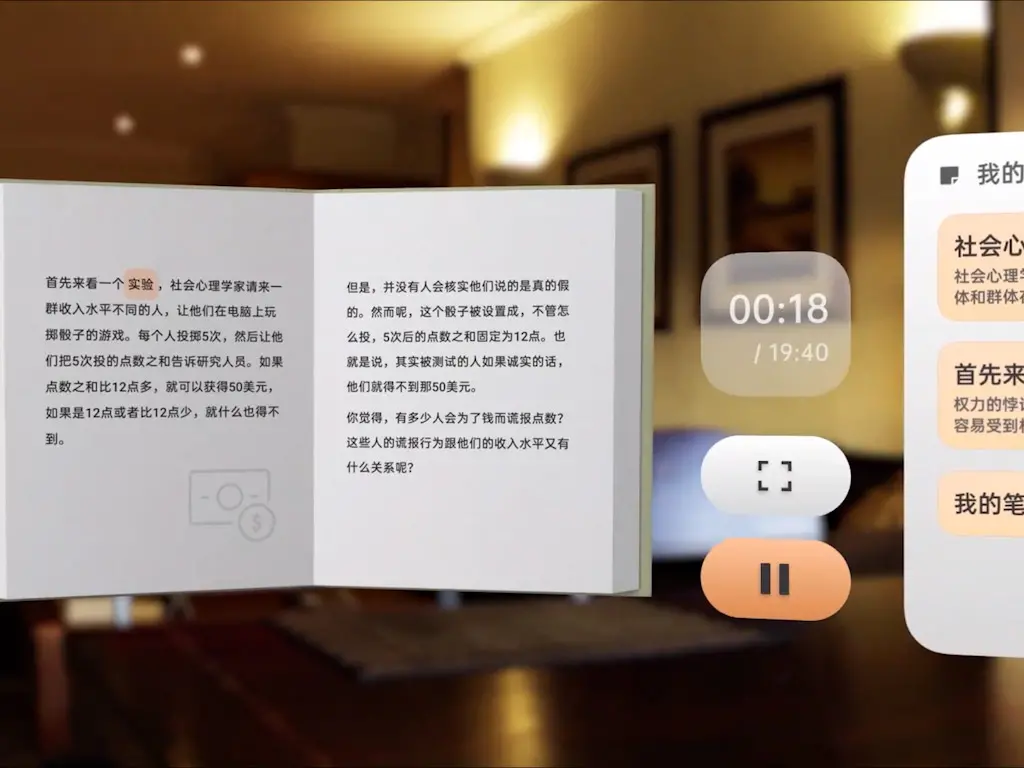 首先来看一个 实验，社会心理学家请来一
群收入水平不同的人，让他们在电脑上玩
掷骰子的游戏。每个人投掷5次，然后让他
们把5次投的点数之和告诉研究人员。如果
点数之和比12点多，就可以获得50美元，
如果是12点或者比12点少，就什么也得不
到。
但是，并没有人会核实他们说的是真的假
的。然而呢，这个骰子被设置成，不管怎
么投，5次后的点数之和固定为12点。也
就是说，其实被测试的人如果诚实的话，
他们就得不到那50美元。
你觉得，有多少人会为了钱而谎报点数？
这些人的谎报行为跟他们的收入水平又有
什么关系呢？
$
00:18
/ 19:40
我的
社会心
社会心理学
体和群体在
首先来
权力的悖
容易受到
我的笔